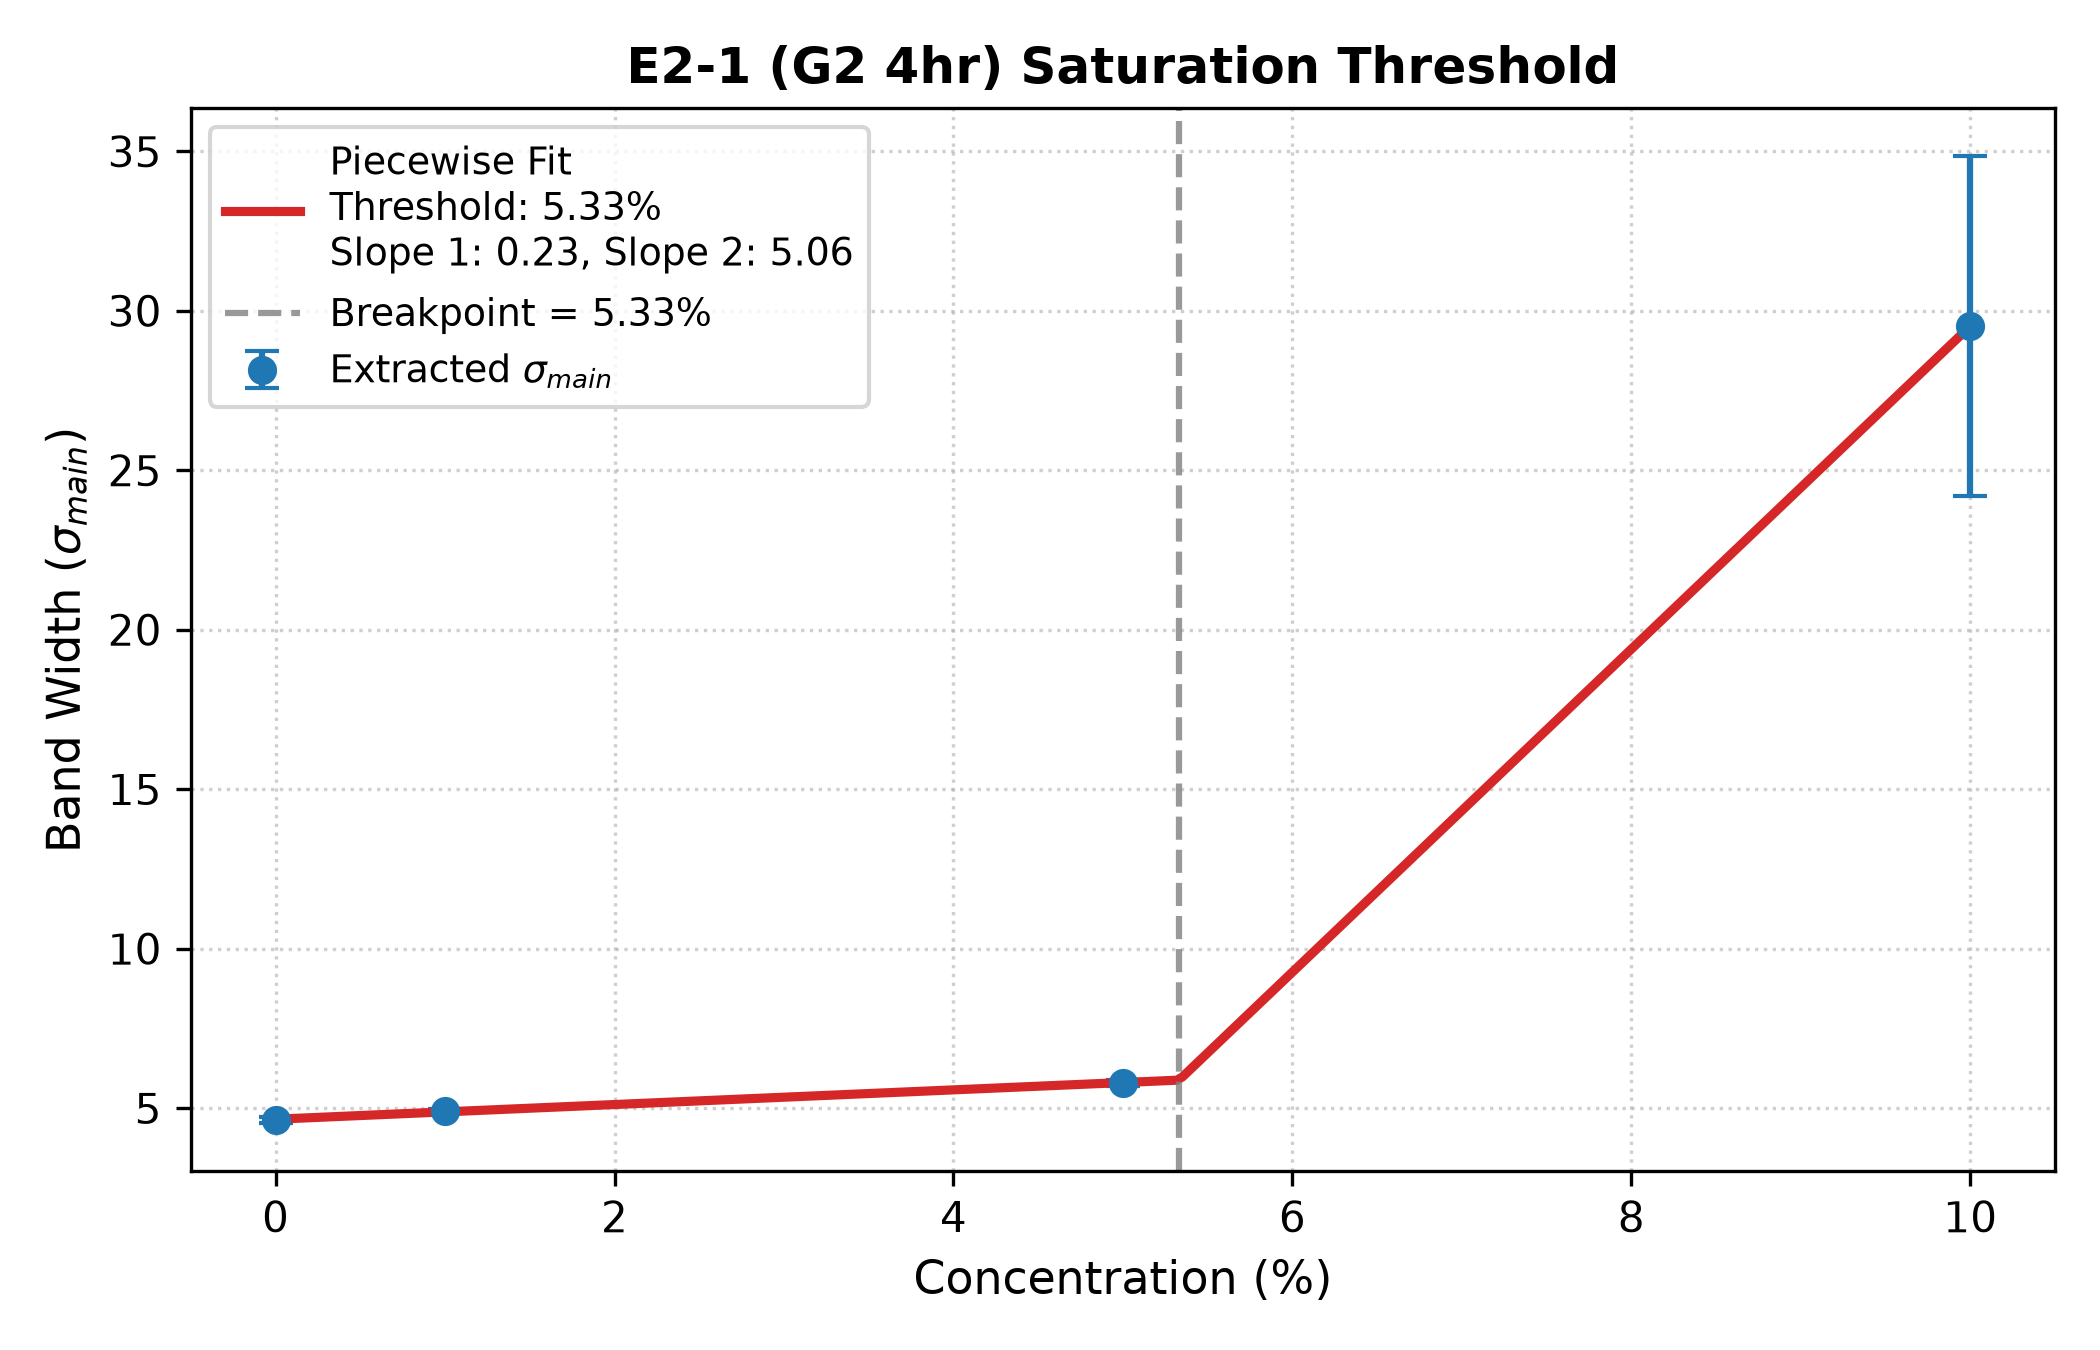 E2-1 (G2 4hr) Saturation Threshold
Piecewise Fit
Threshold: 5.33%
Slope 1: 0.23, Slope 2: 5.06
Breakpoint = 5.33%
Extracted σ_main
Band Width (σ_main)
35
30
25
20
15
10
5
0 2 4 6 8 10
Concentration (%)